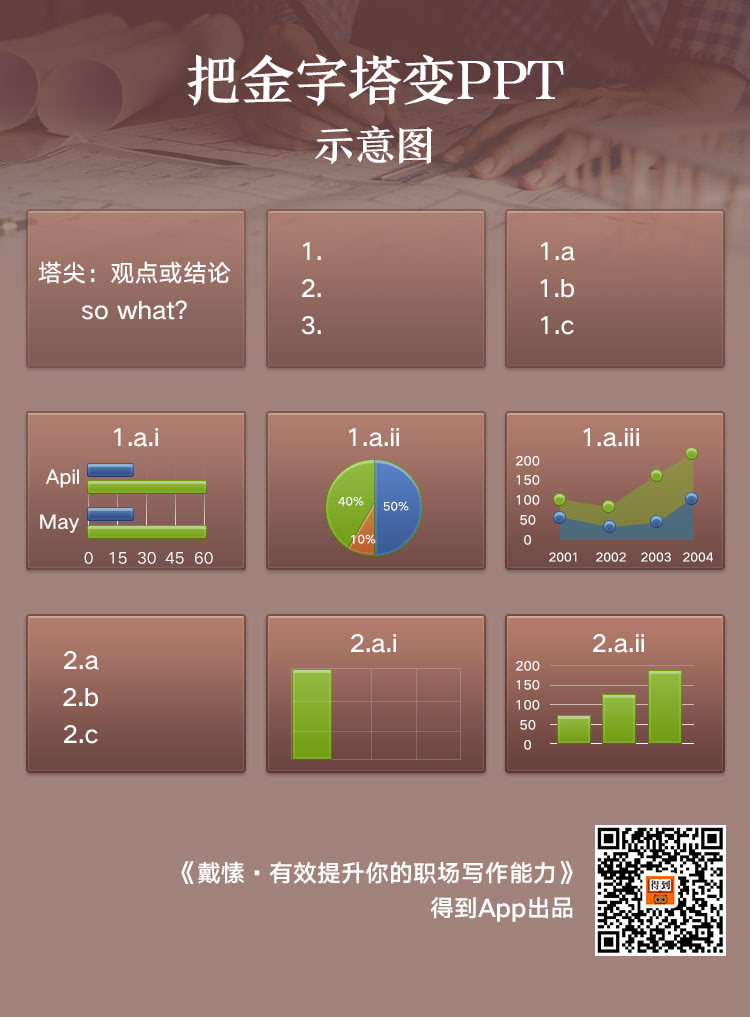 把金字塔变PPT
示意图
塔尖：观点或结论
so what?
1.
2.
3.
1.a
1.b
1.c
1.a.i
Apil
May
0 15 30 45 60
1.a.ii
40%
50%
10%
1.a.iii
200
150
100
50
0
2001 2002 2003 2004
2.a
2.b
2.c
2.a.i
2.a.ii
200
150
100
50
0
《戴愫·有效提升你的职场写作能力》
得到App出品
得到